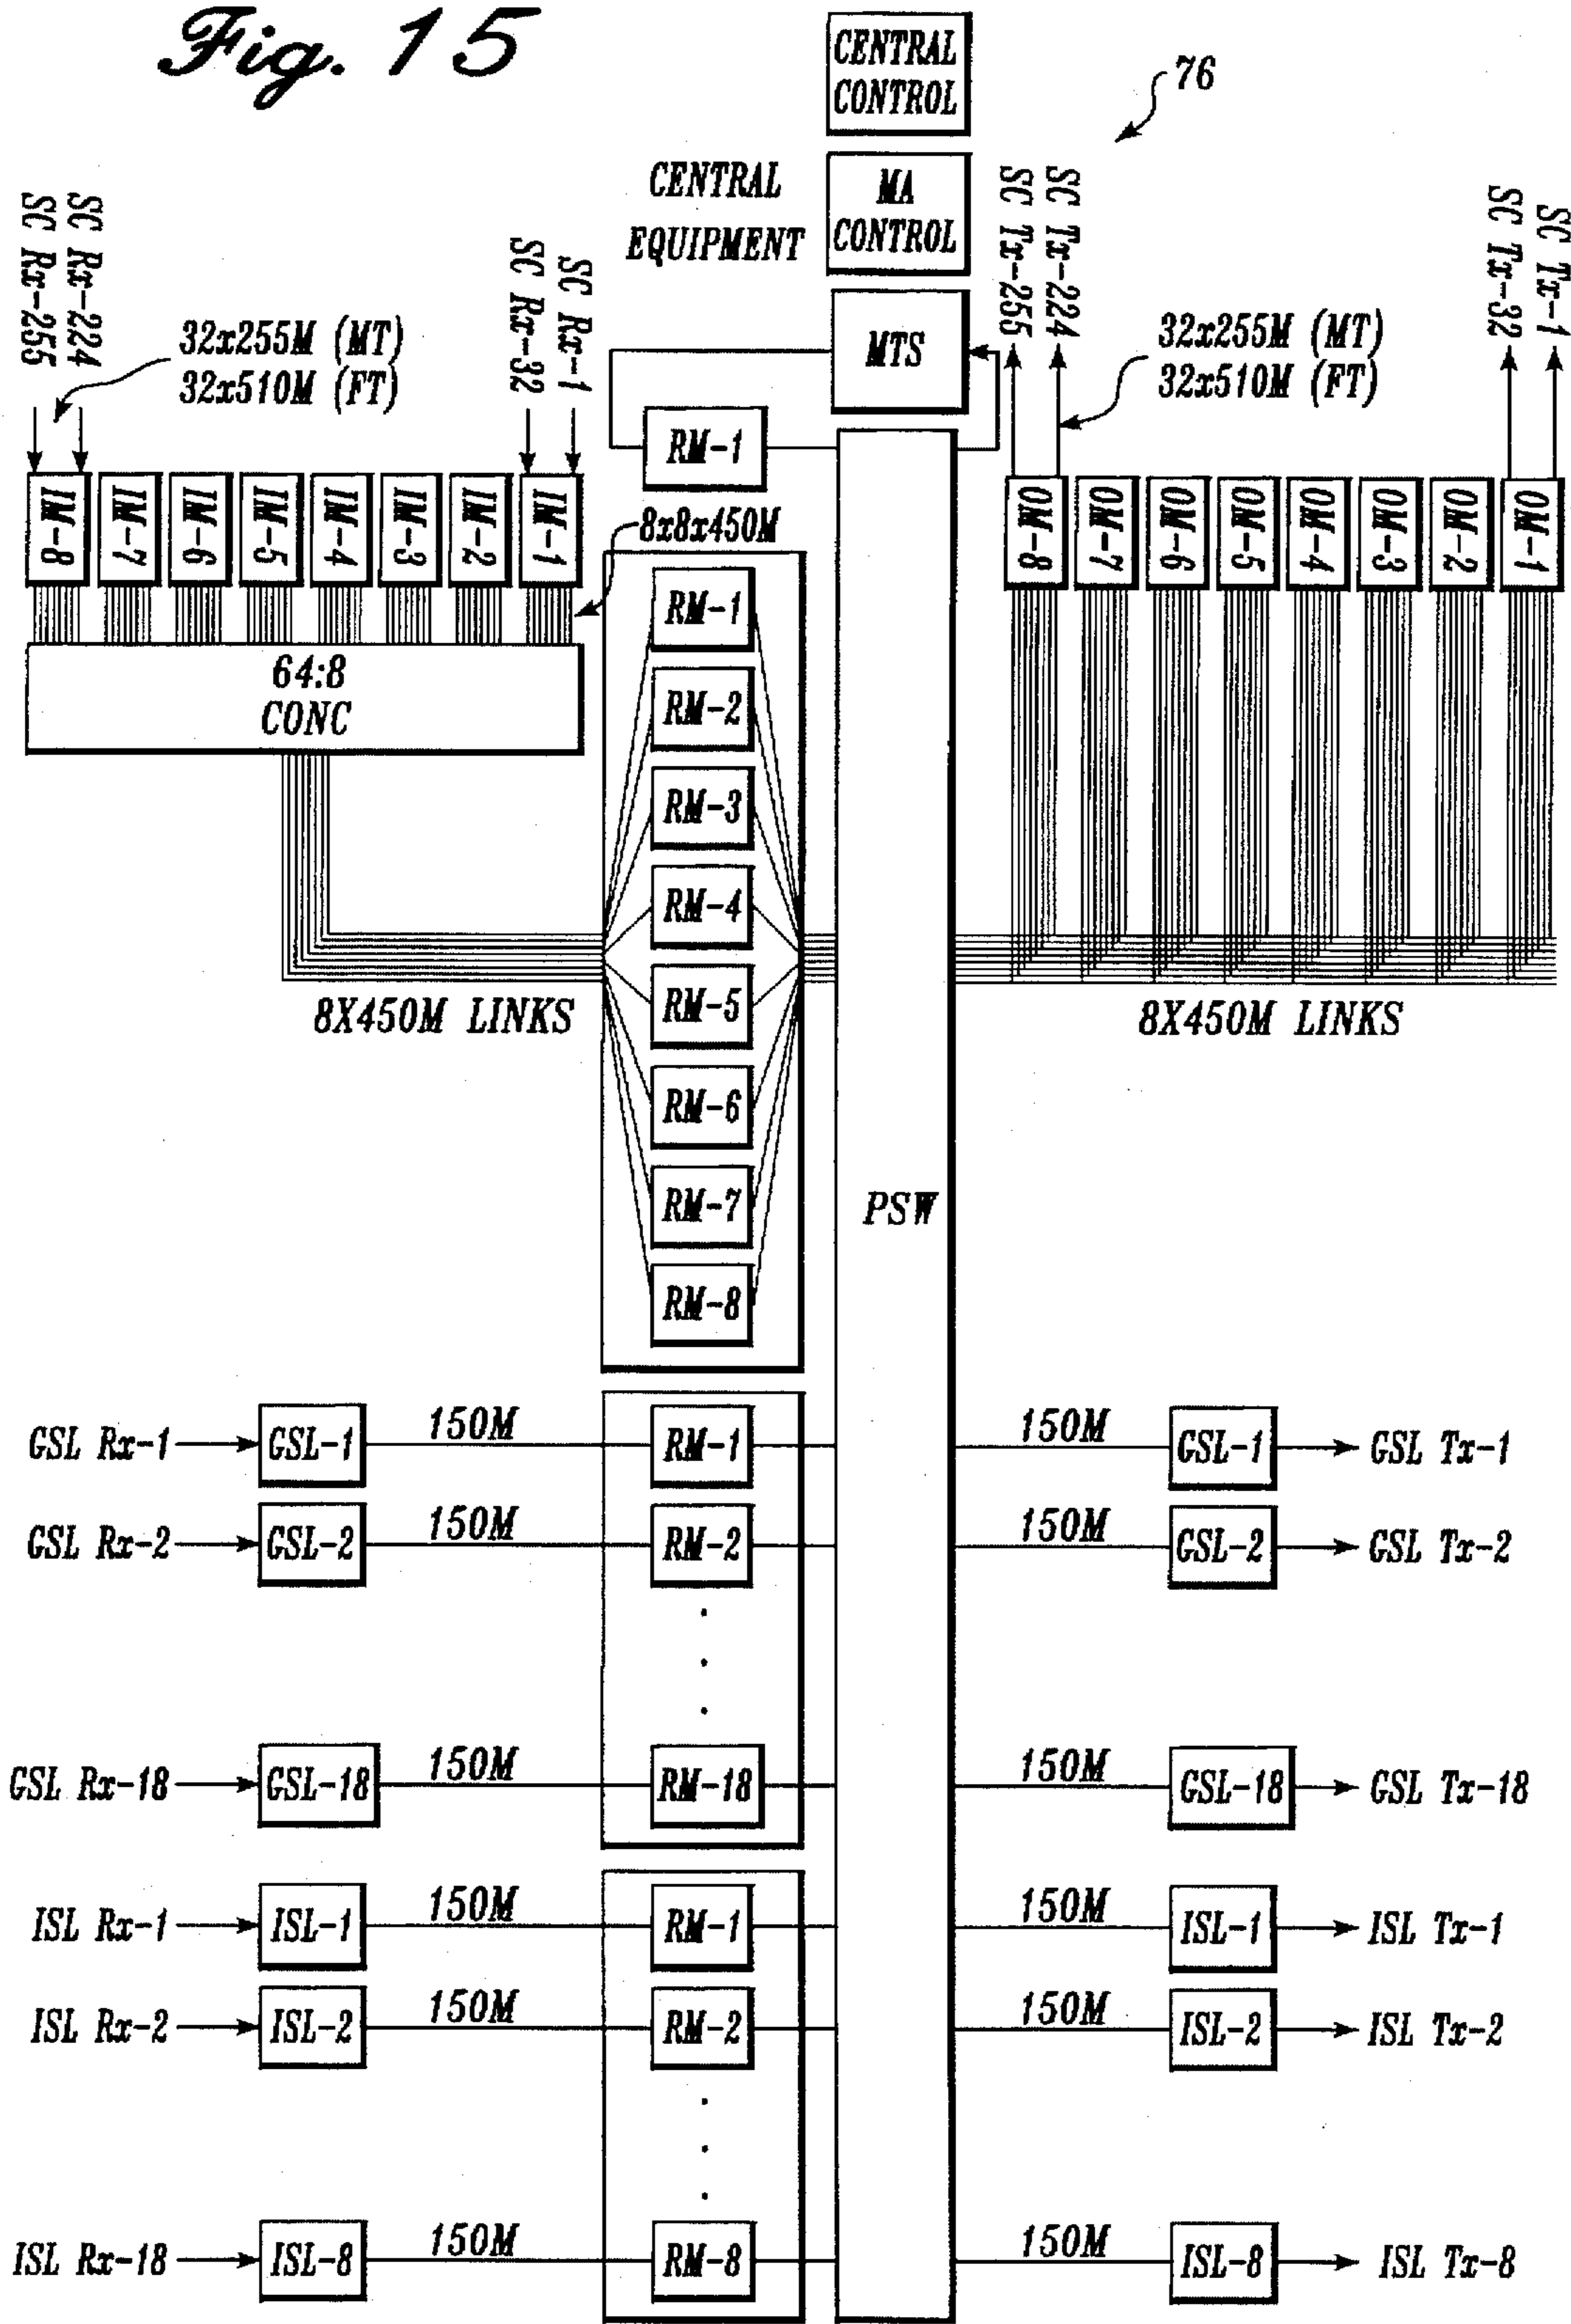 Fig. 15
CENTRAL
CONTROL
76
CENTRAL
EQUIPMENT
MA
CONTROL
MTS
SC Rx-255
SC Rx-224
32x255M (MT)
32x510M (FT)
SC Rx-32
SC Rx-1
SC Tx-255
SC Tx-224
32x255M (MT)
32x510M (FT)
SC Tx-32
SC Tx-1
RM-1
IM-8
IM-7
IM-6
IM-5
IM-4
IM-3
IM-2
IM-1
8x8x450M
OM-8
OM-7
OM-6
OM-5
OM-4
OM-3
OM-2
OM-1
64:8
CONC
RM-1
RM-2
RM-3
RM-4
RM-5
RM-6
RM-7
RM-8
8X450M LINKS
8X450M LINKS
PSW
GSL Rx-1 GSL-1 150M RM-1 150M GSL-1 GSL Tx-1
GSL Rx-2 GSL-2 150M RM-2 150M GSL-2 GSL Tx-2
GSL Rx-18 GSL-18 150M RM-18 150M GSL-18 GSL Tx-18
ISL Rx-1 ISL-1 150M RM-1 150M ISL-1 ISL Tx-1
ISL Rx-2 ISL-2 150M RM-2 150M ISL-2 ISL Tx-2
ISL Rx-18 ISL-8 150M RM-8 150M ISL-8 ISL Tx-8